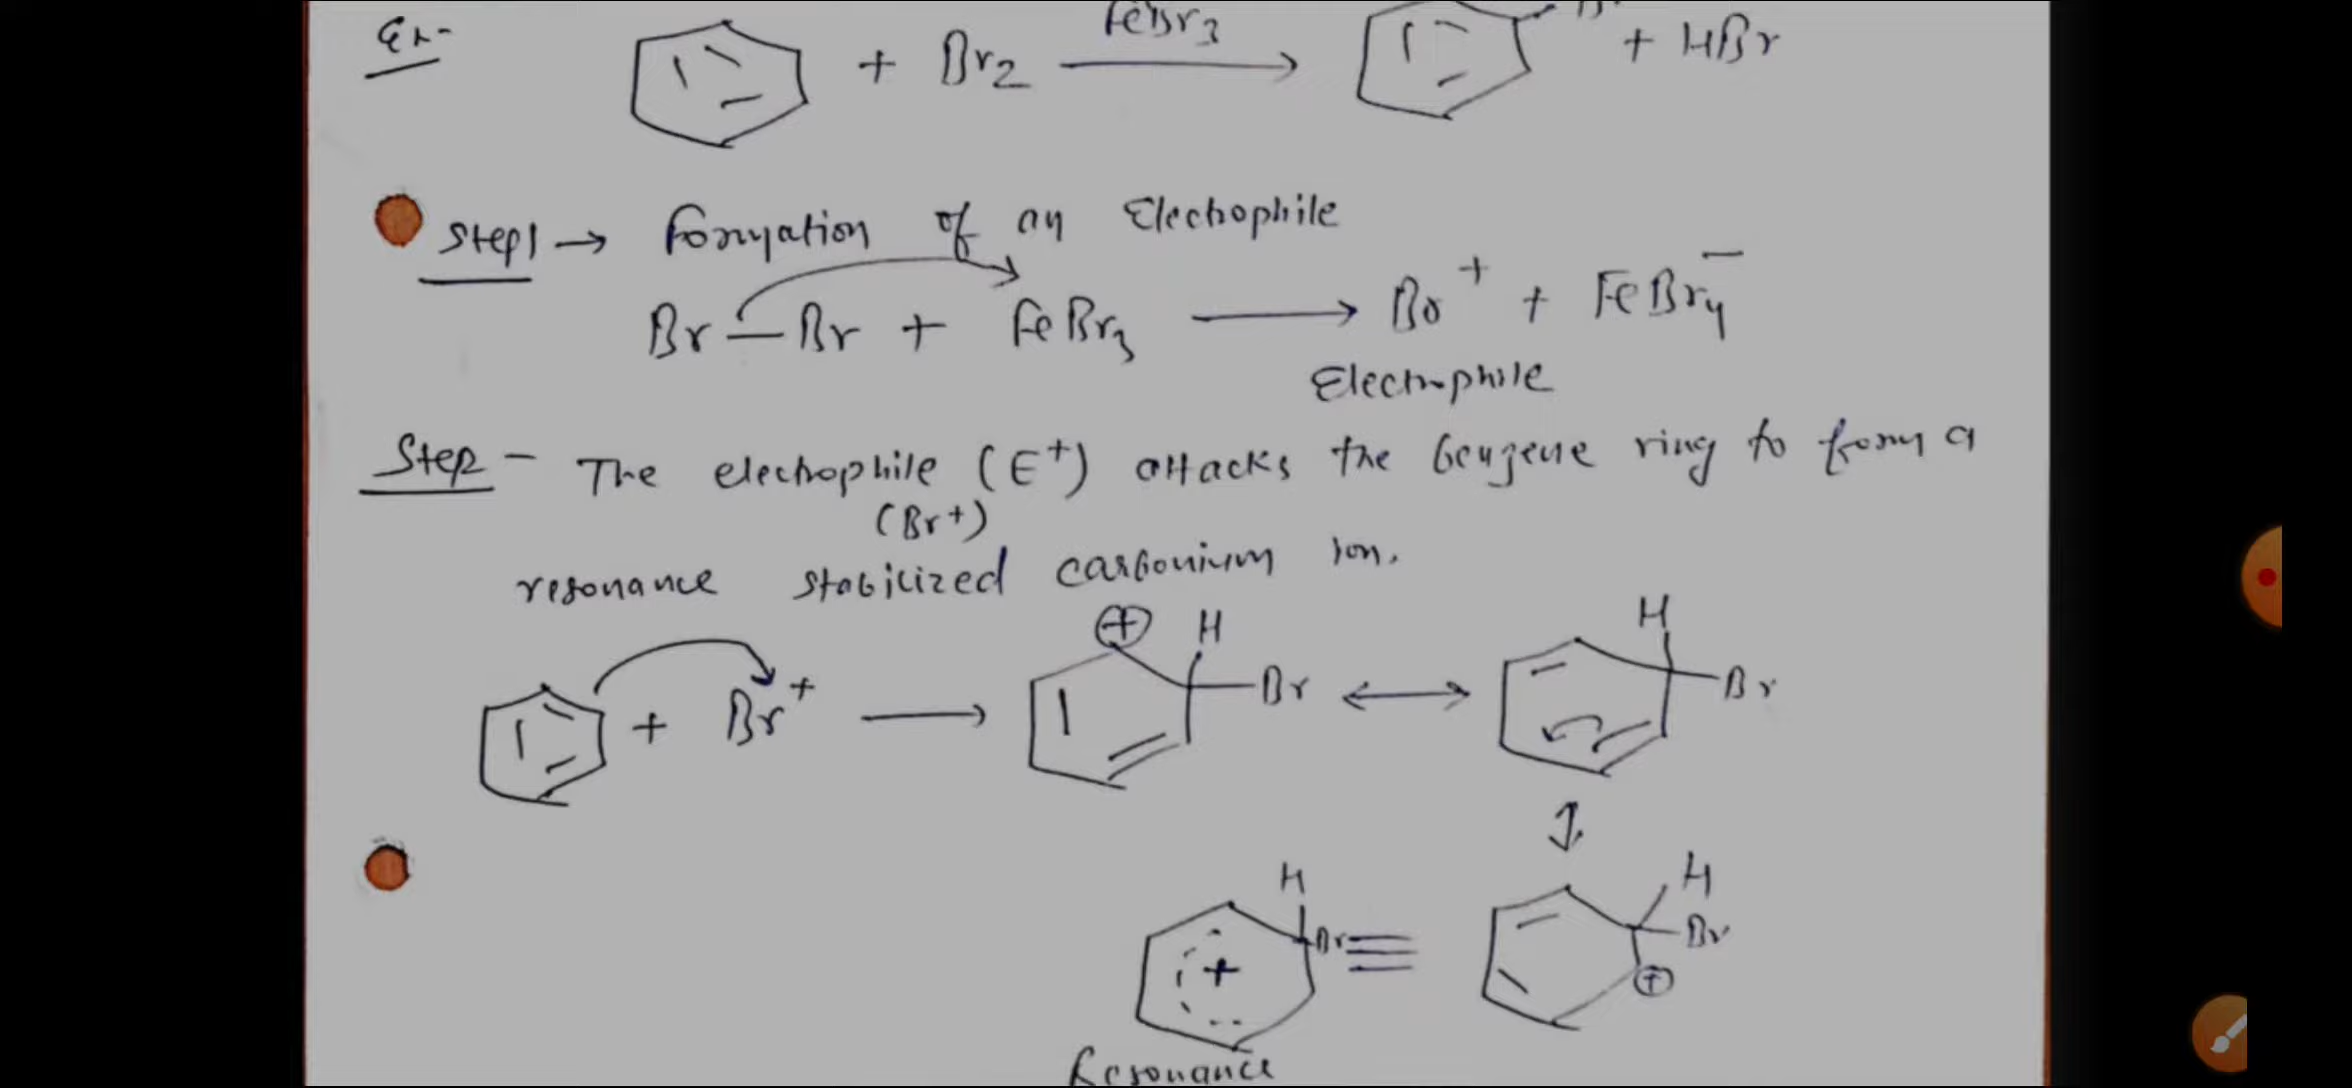 Ex-
+ Br2 FeBr3 + HBr
Step1 → Formation of an Electrophile
Br — Br + FeBr3 → Br+ + FeBr4-
Electrophile
Step - The electrophile (E+) attacks the benzene ring to form a
(Br+)
resonance stabilized carbonium ion.
+ Br+ → ⊕ H Br ↔ H Br
↕
H Br ≡ H Br ⊕
+
Resonance